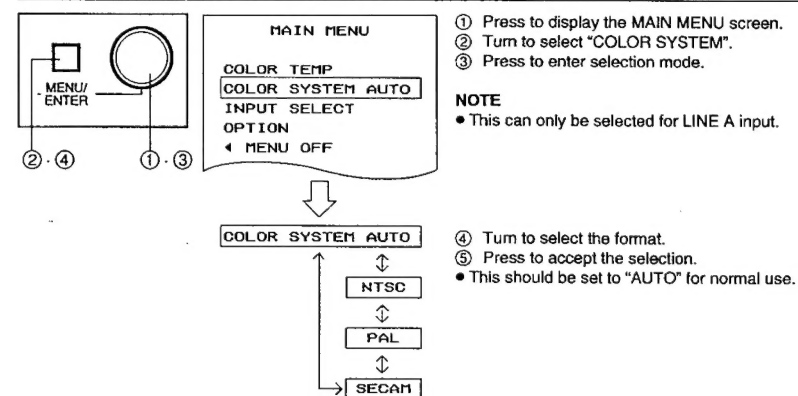 MENU/
ENTER
② · ④
① · ③
MAIN MENU
COLOR TEMP
COLOR SYSTEM AUTO
INPUT SELECT
OPTION
◀ MENU OFF
① Press to display the MAIN MENU screen.
② Turn to select “COLOR SYSTEM”.
③ Press to enter selection mode.
NOTE
● This can only be selected for LINE A input.
COLOR SYSTEM AUTO
NTSC
PAL
SECAM
④ Turn to select the format.
⑤ Press to accept the selection.
● This should be set to “AUTO” for normal use.